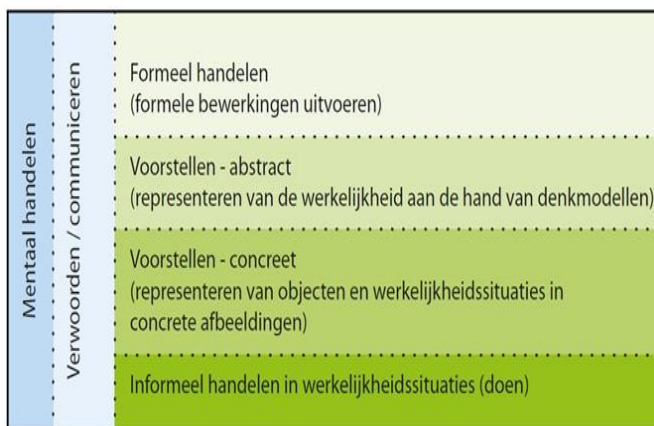 Mentaal handelen
Verwoorden / communiceren
Formeel handelen
(formele bewerkingen uitvoeren)
Voorstellen - abstract
(representeren van de werkelijkheid aan de hand van denkmodellen)
Voorstellen - concreet
(representeren van objecten en werkelijkheidssituaties in
concrete afbeeldingen)
Informeel handelen in werkelijkheidssituaties (doen)